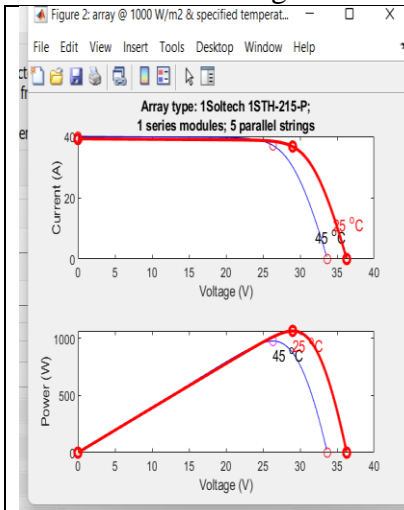 Figure 2: array @ 1000 W/m2 & specified temperat...
File Edit View Insert Tools Desktop Window Help
Array type: 1Soltech 1STH-215-P;
1 series modules; 5 parallel strings
Current (A)
40
20
0
25 °C
45 °C
0 5 10 15 20 25 30 35 40
Voltage (V)
Power (W)
1000
500
0
25 °C
45 °C
0 5 10 15 20 25 30 35 40
Voltage (V)